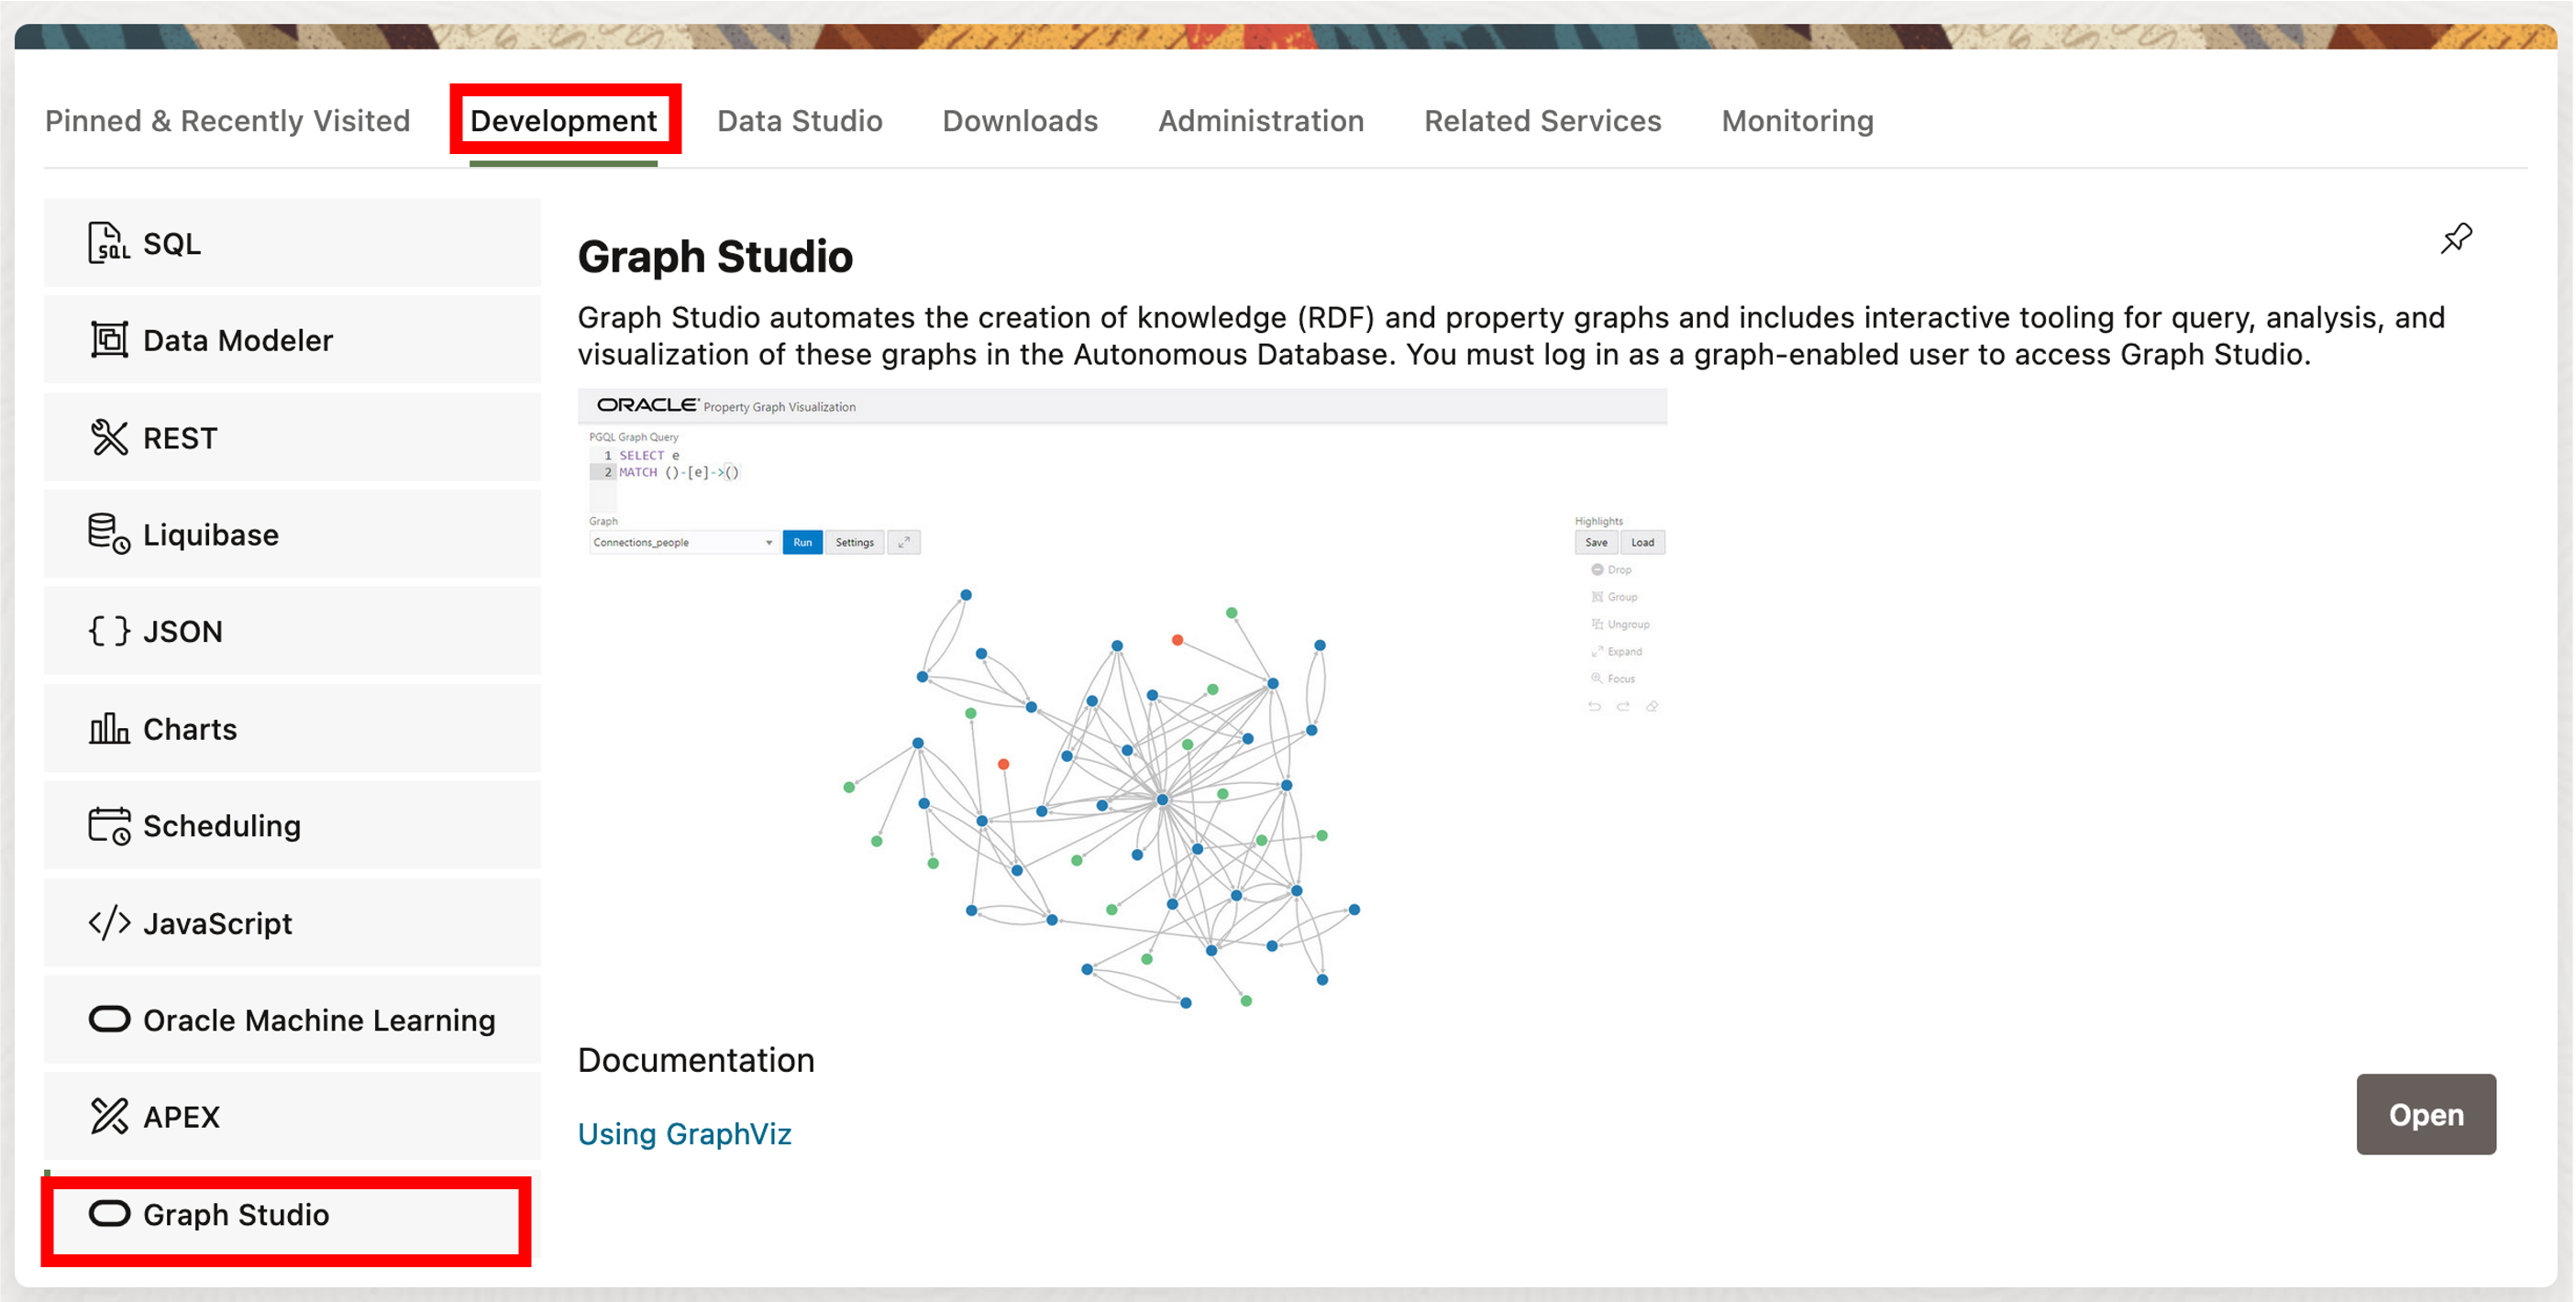 Pinned & Recently Visited
Development
Data Studio
Downloads
Administration
Related Services
Monitoring
SQL
SQL
Data Modeler
REST
Liquibase
JSON
Charts
Scheduling
JavaScript
Oracle Machine Learning
APEX
Graph Studio
Graph Studio
Graph Studio automates the creation of knowledge (RDF) and property graphs and includes interactive tooling for query, analysis, and
visualization of these graphs in the Autonomous Database. You must log in as a graph-enabled user to access Graph Studio.
ORACLE® Property Graph Visualization
PGQL Graph Query
1 SELECT e
2 MATCH ()-[e]->()
Graph
Connections_people
Run
Settings
Highlights
Save
Load
Drop
Group
Ungroup
Expand
Focus
Documentation
Using GraphViz
Open